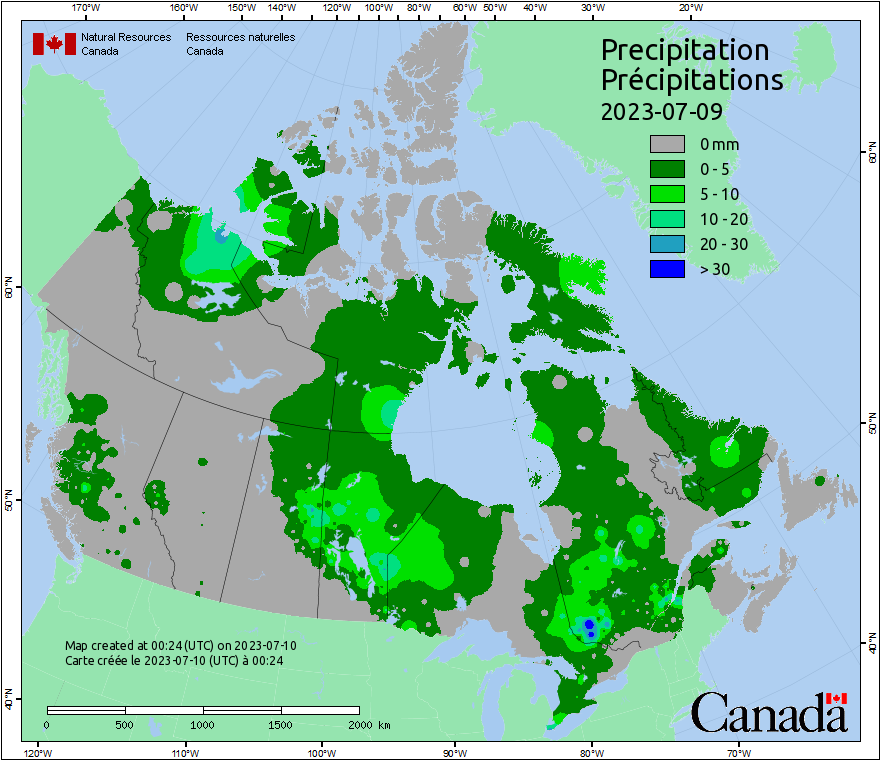 170°W 160°W 150°W 140°W 130°W 120°W 110°W 100°W 90°W 80°W 70°W 60°W 50°W 40°W 30°W 20°W
Natural Resources Ressources naturelles
Canada Canada
Precipitation
Précipitations
2023-07-09
0 mm
0 - 5
5 - 10
10 - 20
20 - 30
> 30
60°N
60°N
50°N
50°N
40°N
40°N
Map created at 00:24 (UTC) on 2023-07-10
Carte créée le 2023-07-10 (UTC) à 00:24
0 500 1000 1500 2000 km
Canada
120°W 110°W 100°W 90°W 80°W 70°W